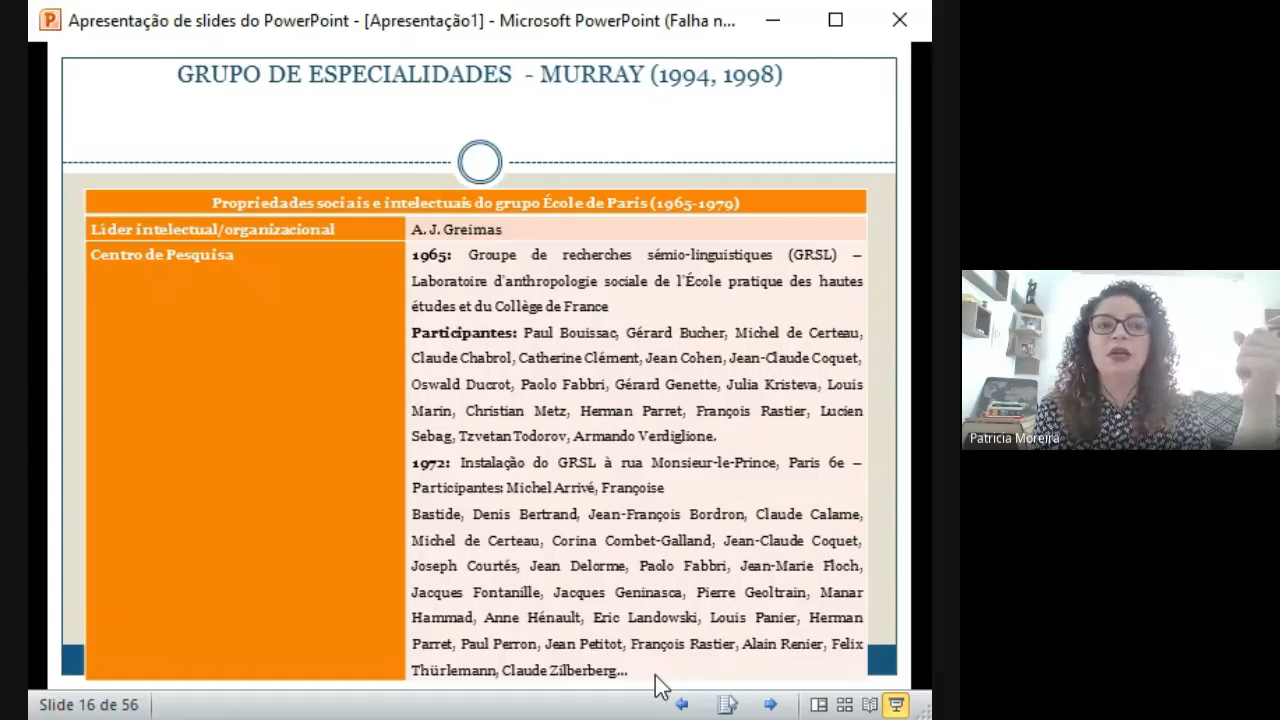 Apresentação de slides do PowerPoint - [Apresentação1] - Microsoft PowerPoint (Falha n...
GRUPO DE ESPECIALIDADES - MURRAY (1994, 1998)
Propriedades sociais e intelectuais do grupo École de Paris (1965-1979)
Líder intelectual/organizacional
A. J. Greimas
Centro de Pesquisa
1965: Groupe de recherches sémio-linguistiques (GRSL) –
Laboratoire d'anthropologie sociale de l'École pratique des hautes
études et du Collège de France
Participantes: Paul Bouissac, Gérard Bucher, Michel de Certeau,
Claude Chabrol, Catherine Clément, Jean Cohen, Jean-Claude Coquet,
Oswald Ducrot, Paolo Fabbri, Gérard Genette, Julia Kristeva, Louis
Marin, Christian Metz, Herman Parret, François Rastier, Lucien
Sebag, Tzvetan Todorov, Armando Verdiglione.
1972: Instalação do GRSL à rua Monsieur-le-Prince, Paris 6e –
Participantes: Michel Arrivé, Françoise
Bastide, Denis Bertrand, Jean-François Bordron, Claude Calame,
Michel de Certeau, Corina Combet-Galland, Jean-Claude Coquet,
Joseph Courtés, Jean Delorme, Paolo Fabbri, Jean-Marie Floch,
Jacques Fontanille, Jacques Geninasca, Pierre Geoltrain, Manar
Hammad, Anne Hénault, Eric Landowski, Louis Panier, Herman
Parret, Paul Perron, Jean Petitot, François Rastier, Alain Renier, Felix
Thürlemann, Claude Zilberberg...
Slide 16 de 56
Patricia Moreira